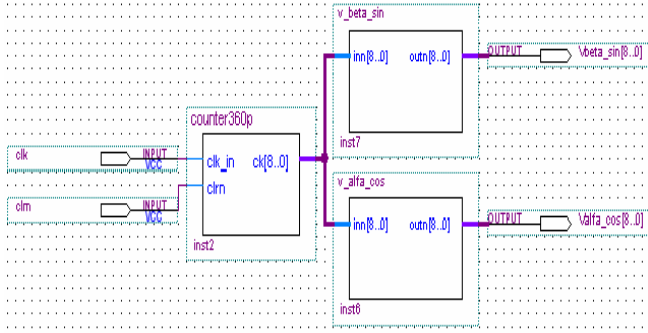 v_beta_sin
inn[8..0] outn[8..0]
OUTPUT Vbeta_sin[8..0]
inst7
counter360p
clk INPUT VCC
clk_in ck[8..0]
clrn INPUT VCC
clrn
inst2
v_alfa_cos
inn[8..0] outn[8..0]
OUTPUT Valfa_cos[8..0]
inst6